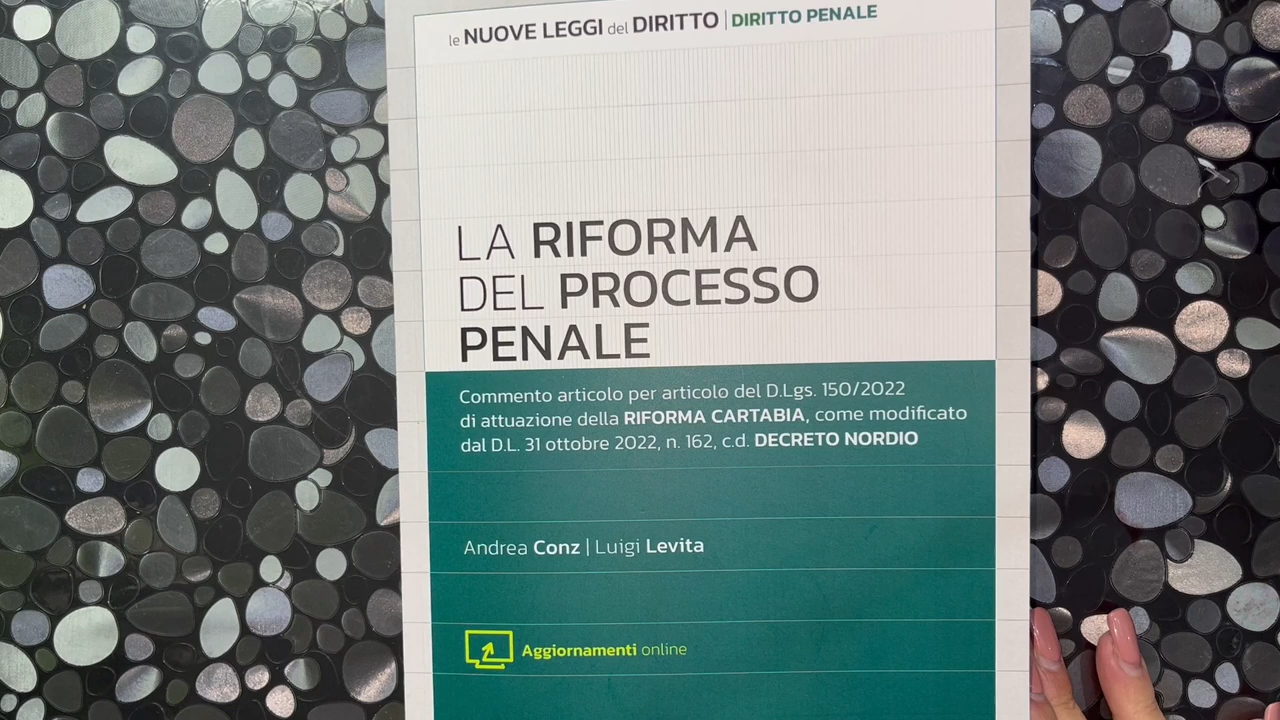 le NUOVE LEGGI del DIRITTO | DIRITTO PENALE
LA RIFORMA
DEL PROCESSO
PENALE
Commento articolo per articolo del D.Lgs. 150/2022
di attuazione della RIFORMA CARTABIA, come modificato
dal D.L. 31 ottobre 2022, n. 162, c.d. DECRETO NORDIO
Andrea Conz | Luigi Levita
Aggiornamenti online